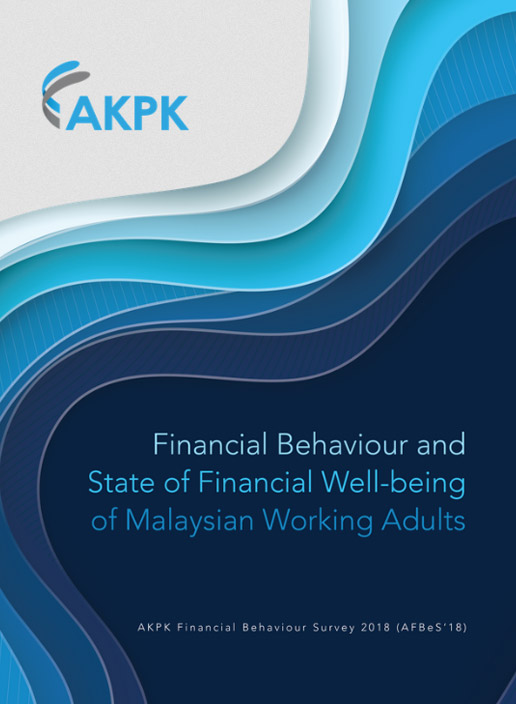 AKPK
Financial Behaviour and
State of Financial Well-being
of Malaysian Working Adults
AKPK Financial Behaviour Survey 2018 (AFBeS'18)